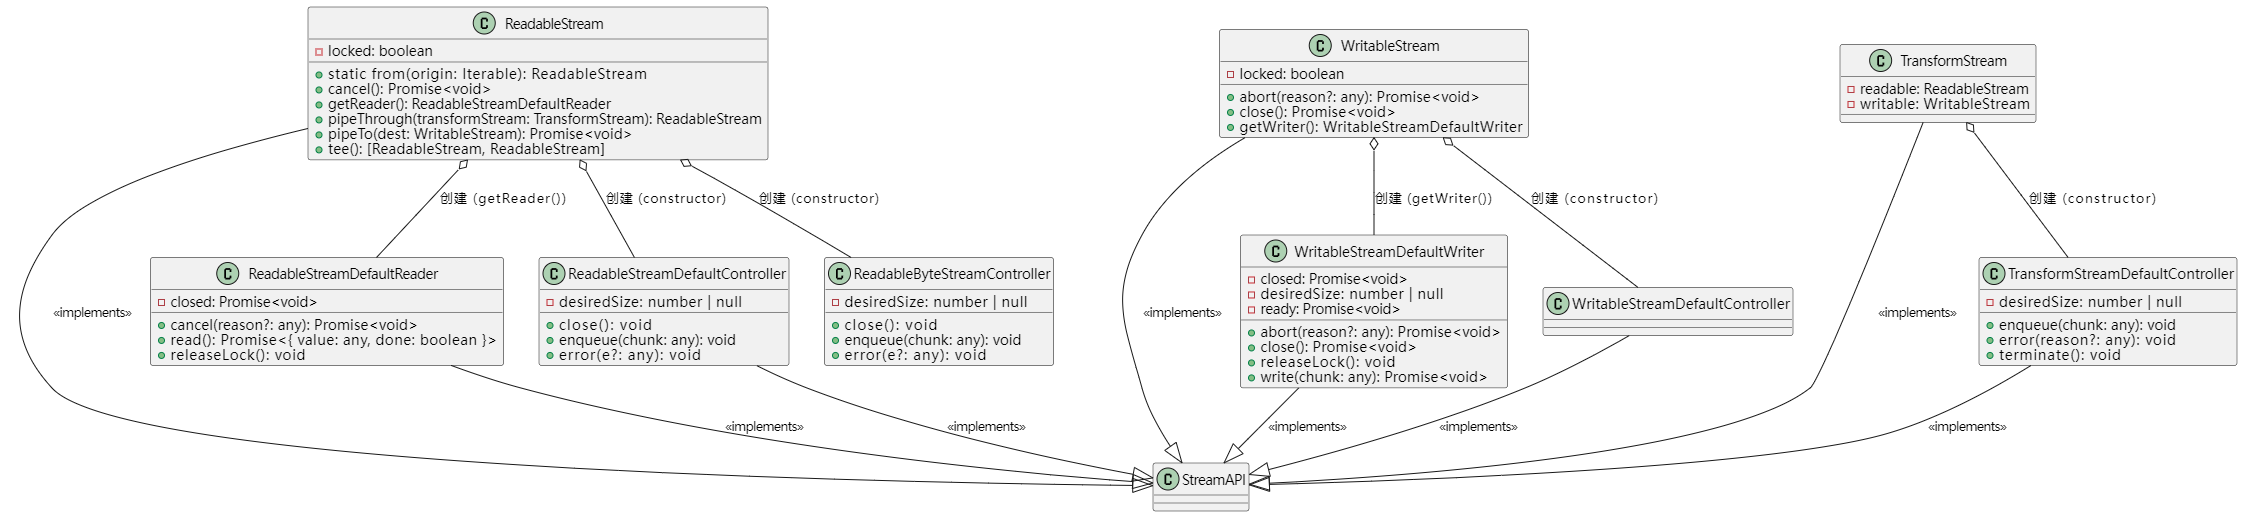 C ReadableStream
locked: boolean
static from(origin: Iterable): ReadableStream
cancel(): Promise<void>
getReader(): ReadableStreamDefaultReader
pipeThrough(transformStream: TransformStream): ReadableStream
pipeTo(dest: WritableStream): Promise<void>
tee(): [ReadableStream, ReadableStream]
C WritableStream
locked: boolean
abort(reason?: any): Promise<void>
close(): Promise<void>
getWriter(): WritableStreamDefaultWriter
C TransformStream
readable: ReadableStream
writable: WritableStream
创建 (getReader())
创建 (constructor)
创建 (constructor)
创建 (getWriter())
创建 (constructor)
创建 (constructor)
C ReadableStreamDefaultReader
closed: Promise<void>
cancel(reason?: any): Promise<void>
read(): Promise<{ value: any, done: boolean }>
releaseLock(): void
C ReadableStreamDefaultController
desiredSize: number | null
close(): void
enqueue(chunk: any): void
error(e?: any): void
C ReadableByteStreamController
desiredSize: number | null
close(): void
enqueue(chunk: any): void
error(e?: any): void
C WritableStreamDefaultWriter
closed: Promise<void>
desiredSize: number | null
ready: Promise<void>
abort(reason?: any): Promise<void>
close(): Promise<void>
releaseLock(): void
write(chunk: any): Promise<void>
C WritableStreamDefaultController
C TransformStreamDefaultController
desiredSize: number | null
enqueue(chunk: any): void
error(reason?: any): void
terminate(): void
«implements»
«implements»
«implements»
«implements»
«implements»
«implements»
«implements»
«implements»
C StreamAPI